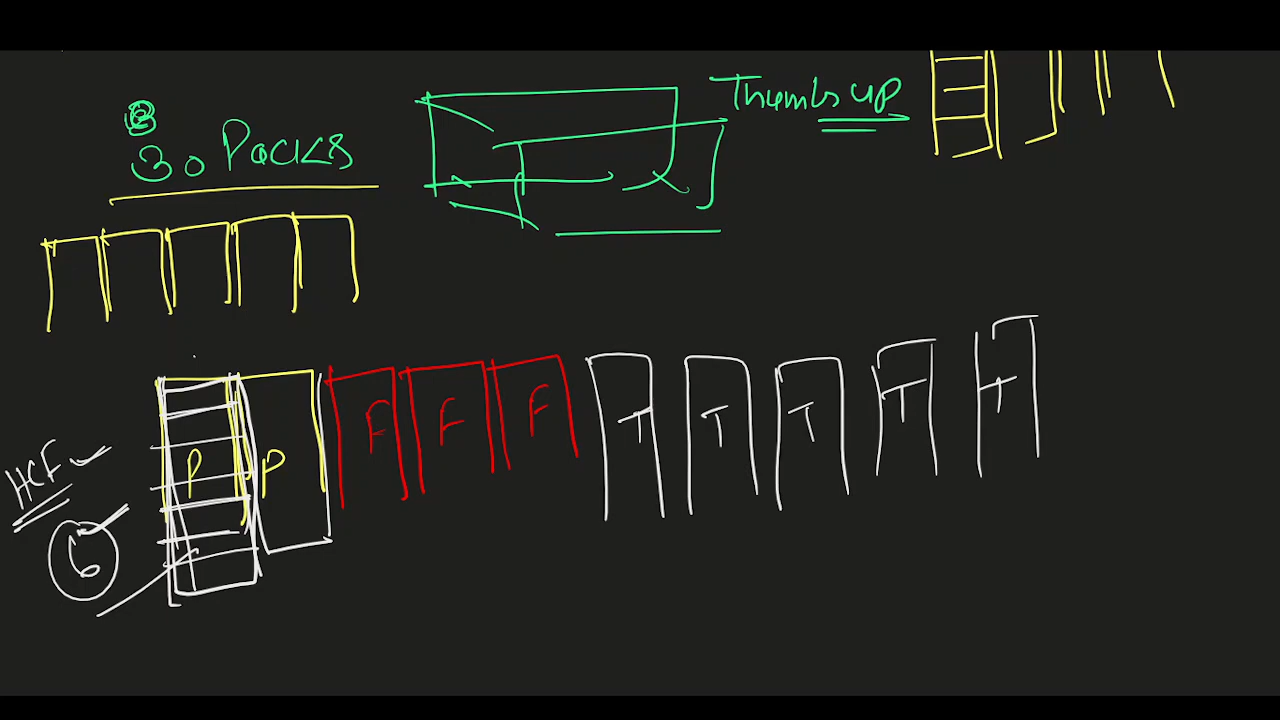 Thumbs up
30 Packs
F F F
T T T T T
HCF
P P
6